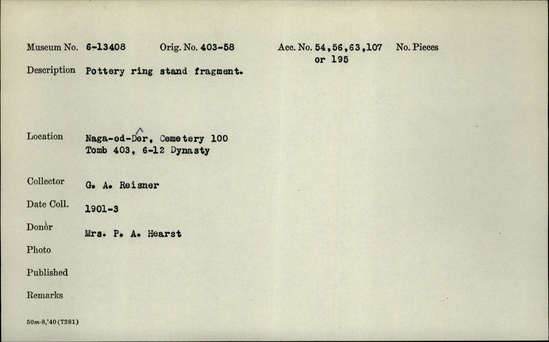 Museum No. 6-13408 Orig. No. 403-58 Acc. No. 54,56,63,107 No. Pieces
or 195
Description Pottery ring stand fragment.
Location Naga-ed-Dêr, Cemetery 100
Tomb 403, 6-12 Dynasty
Collector G. A. Reisner
Date Coll. 1901-3
Donor Mrs. P. A. Hearst
Photo
Published
Remarks
50m-8,'40(7381)